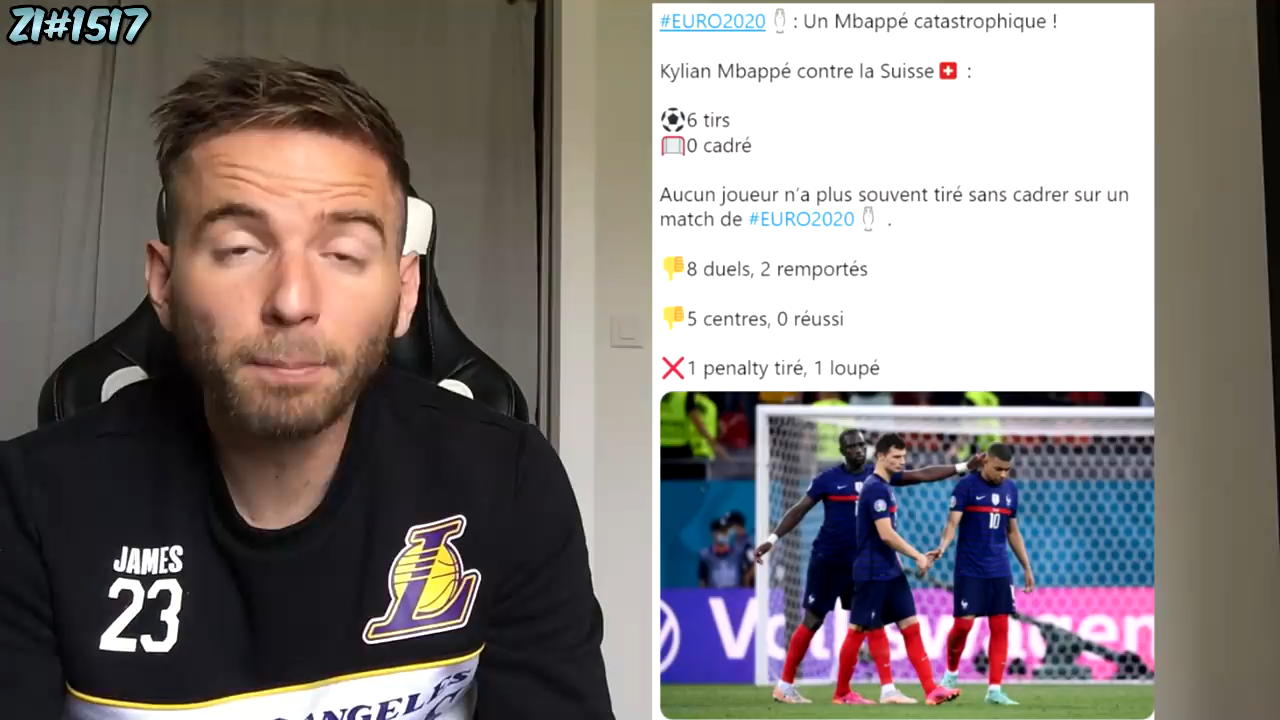 ZI#1517
#EURO2020 : Un Mbappé catastrophique !
Kylian Mbappé contre la Suisse :
6 tirs
0 cadré
Aucun joueur n'a plus souvent tiré sans cadrer sur un
match de #EURO2020 .
8 duels, 2 remportés
5 centres, 0 réussi
1 penalty tiré, 1 loupé
JAMES
23
L
10